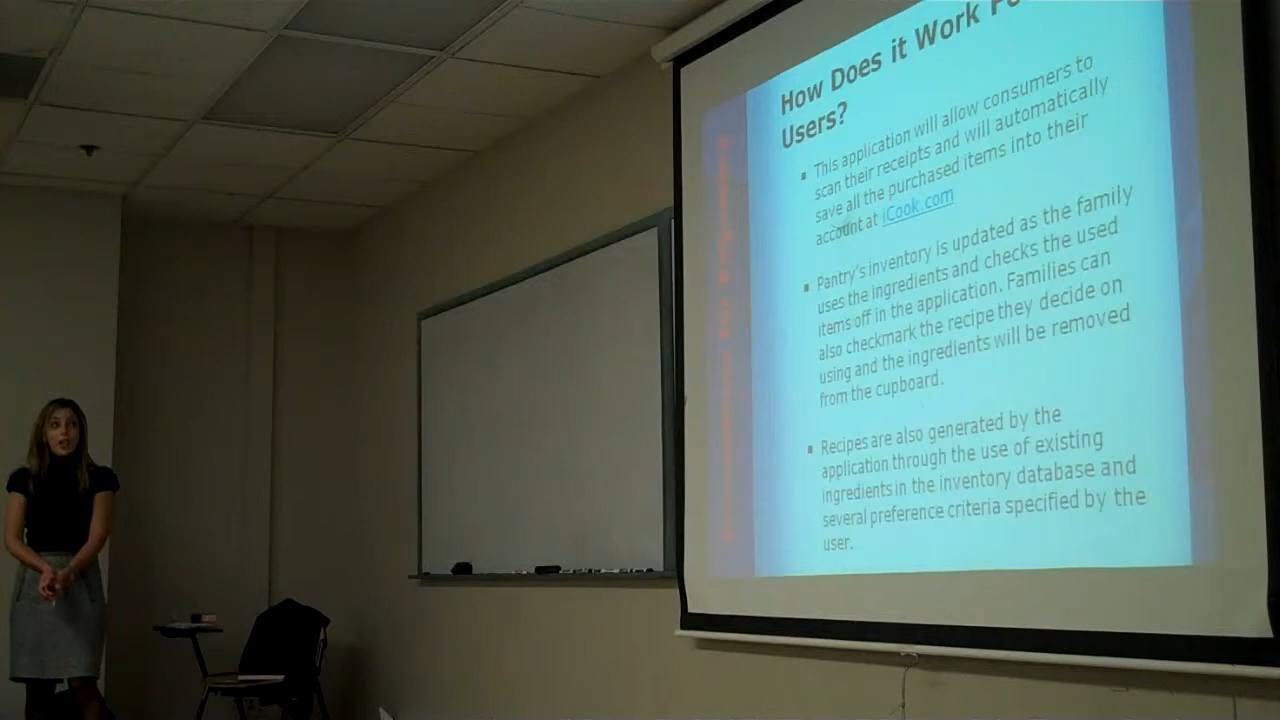 How Does it Work
Users?
▪ This application will allow consumers to
scan their receipts and will automatically
save all the purchased items into their
account at iCook.com
▪ Pantry's inventory is updated as the family
uses the ingredients and checks the used
items off in the application. Families can
also checkmark the recipe they decide on
using and the ingredients will be removed
from the cupboard.
▪ Recipes are also generated by the
application through the use of existing
ingredients in the inventory database and
several preference criteria specified by the
user.